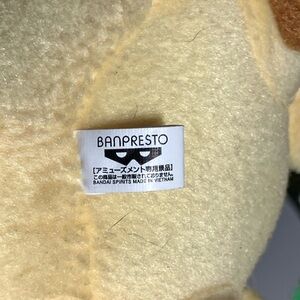 BANPRESTO
[アミューズメント専用景品]
この商品は一般市販されておりません。
BANDAI SPIRITS MADE IN VIETNAM